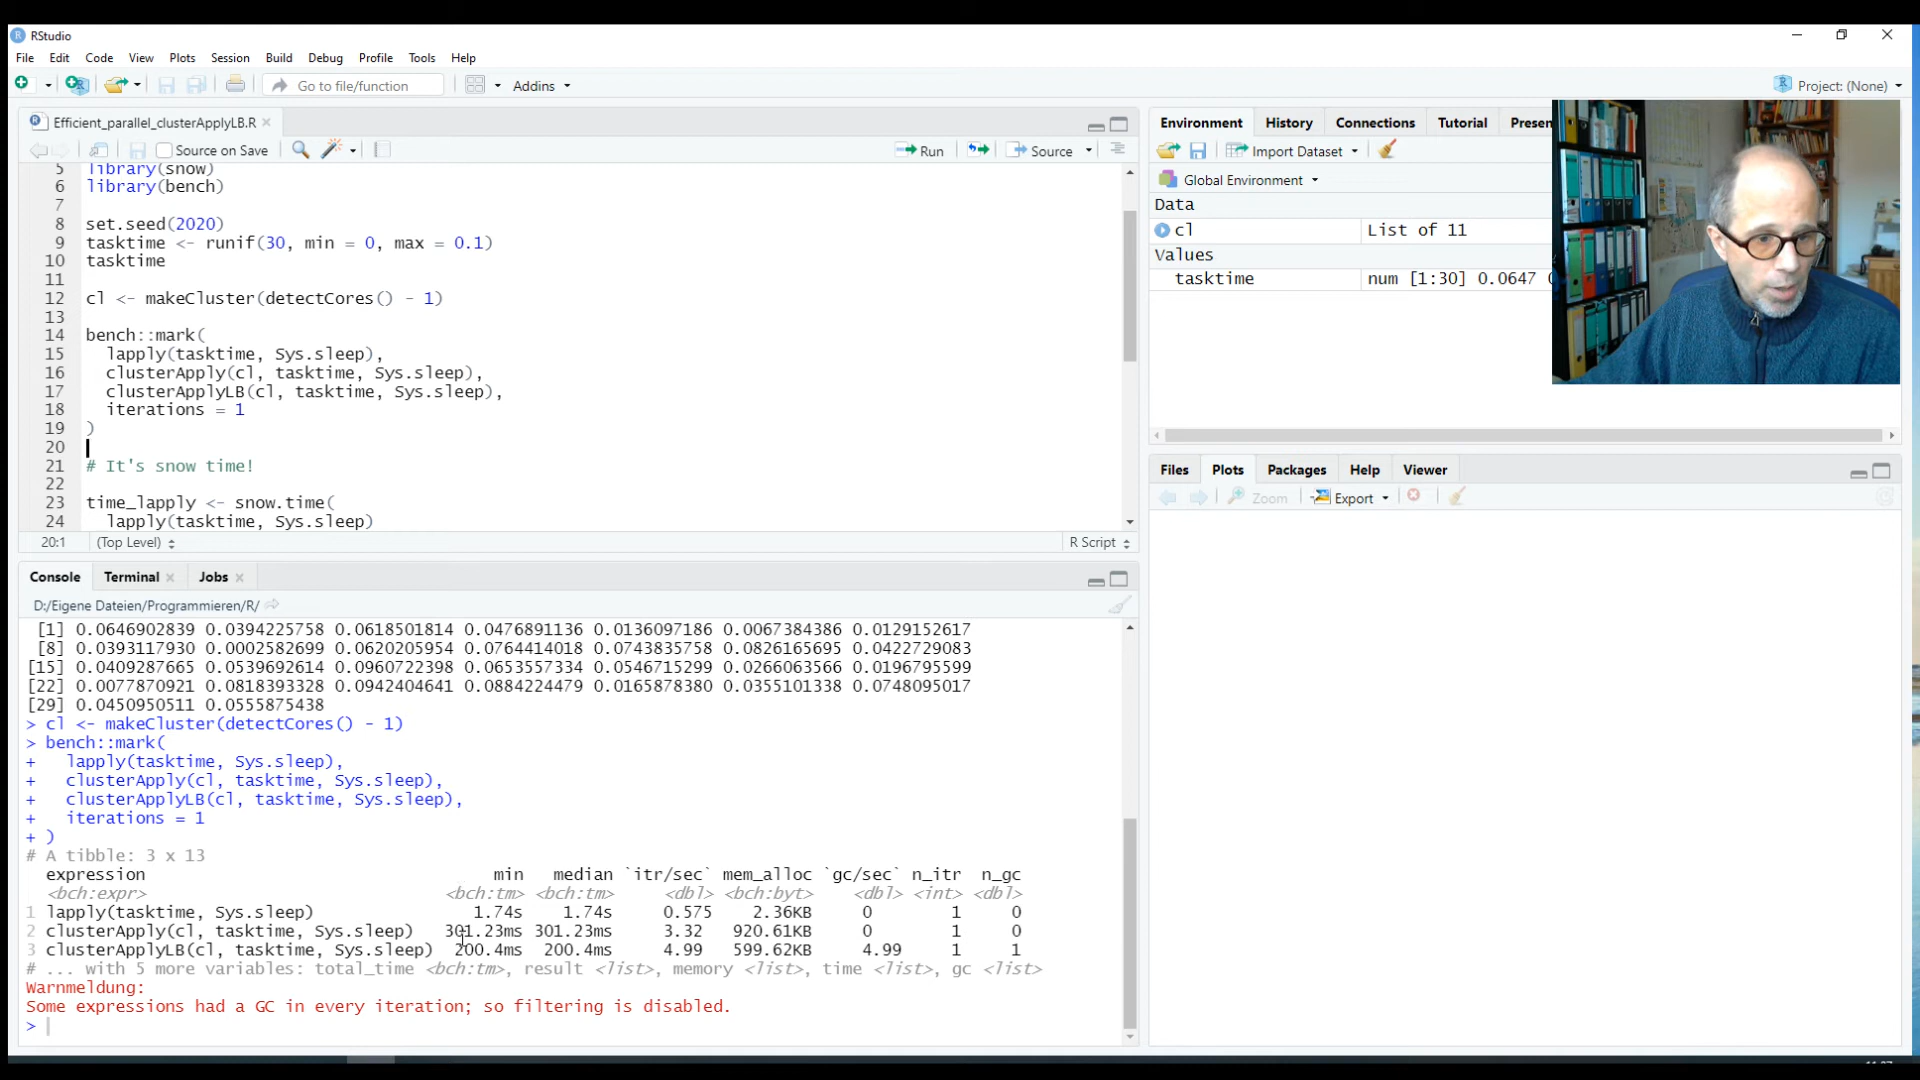 RStudio
File Edit Code View Plots Session Build Debug Profile Tools Help
Go to file/function Addins Project: (None)
Efficient_parallel_clusterApplyLB.R
Source on Save Run Source
5 library(snow)
6 library(bench)
7
8 set.seed(2020)
9 tasktime <- runif(30, min = 0, max = 0.1)
10 tasktime
11
12 cl <- makeCluster(detectCores() - 1)
13
14 bench::mark(
15 lapply(tasktime, Sys.sleep),
16 clusterApply(cl, tasktime, Sys.sleep),
17 clusterApplyLB(cl, tasktime, Sys.sleep),
18 iterations = 1
19 )
20
21 # It's snow time!
22
23 time_lapply <- snow.time(
24 lapply(tasktime, Sys.sleep)
20:1 (Top Level) R Script
Console Terminal Jobs
D:/Eigene Dateien/Programmieren/R/
[1] 0.0646902839 0.0394225758 0.0618501814 0.0476891136 0.0136097186 0.0067384386 0.0129152617
[8] 0.0393117930 0.0002582699 0.0620205954 0.0764414018 0.0743835758 0.0826165695 0.0422729083
[15] 0.0409287665 0.0539692614 0.0960722398 0.0653557334 0.0546715299 0.0266063566 0.0196795599
[22] 0.0077870921 0.0818393328 0.0942404641 0.0884224479 0.0165878380 0.0355101338 0.0748095017
[29] 0.0450950511 0.0555875438
> cl <- makeCluster(detectCores() - 1)
> bench::mark(
+ lapply(tasktime, Sys.sleep),
+ clusterApply(cl, tasktime, Sys.sleep),
+ clusterApplyLB(cl, tasktime, Sys.sleep),
+ iterations = 1
+ )
# A tibble: 3 x 13
expression min median `itr/sec` mem_alloc `gc/sec` n_itr n_gc
<bch:expr> <bch:tm> <bch:tm> <dbl> <bch:byt> <dbl> <int> <dbl>
1 lapply(tasktime, Sys.sleep) 1.74s 1.74s 0.575 2.36KB 0 1 0
2 clusterApply(cl, tasktime, Sys.sleep) 301.23ms 301.23ms 3.32 920.61KB 0 1 0
3 clusterApplyLB(cl, tasktime, Sys.sleep) 200.4ms 200.4ms 4.99 599.62KB 4.99 1 1
# ... with 5 more variables: total_time <bch:tm>, result <list>, memory <list>, time <list>, gc <list>
Warnmeldung:
Some expressions had a GC in every iteration; so filtering is disabled.
>
Environment History Connections Tutorial Presen
Import Dataset
Global Environment
Data
cl List of 11
Values
tasktime num [1:30] 0.0647
Files Plots Packages Help Viewer
Zoom Export